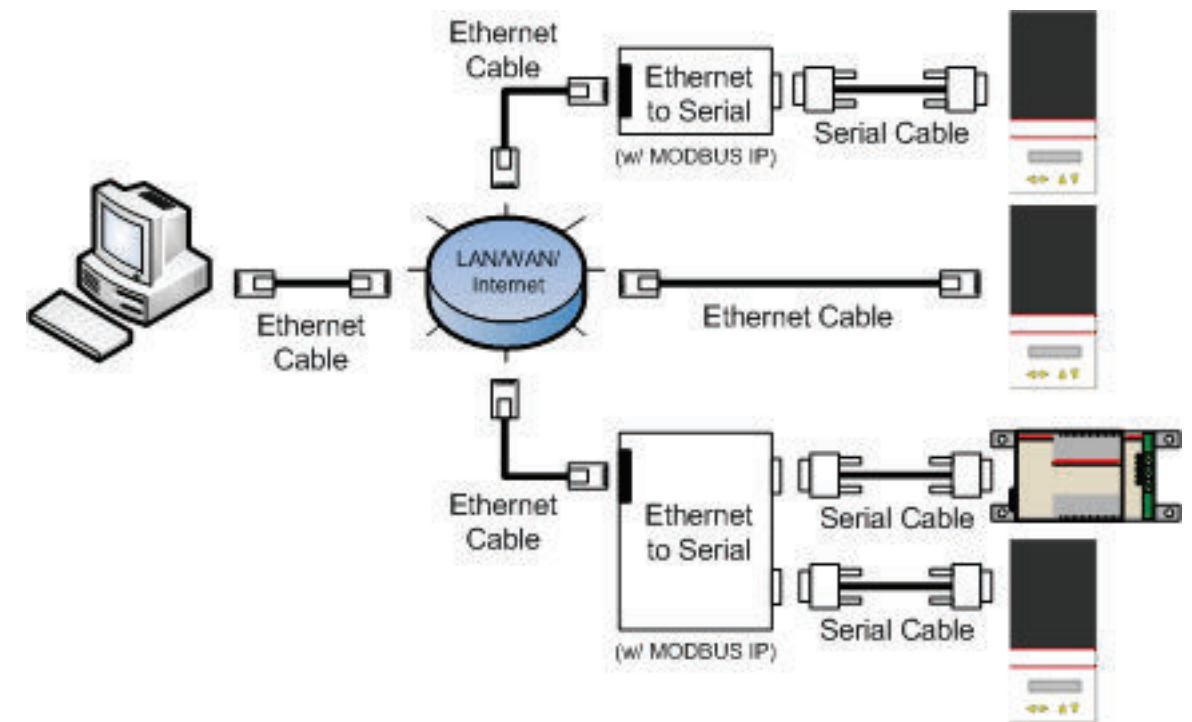 Ethernet
Cable
Ethernet
to Serial
(w/ MODBUS IP)
Serial Cable
LAN/WAN/
Internet
Ethernet
Cable
Ethernet Cable
Ethernet
Cable
Ethernet
to Serial
(w/ MODBUS IP)
Serial Cable
Serial Cable